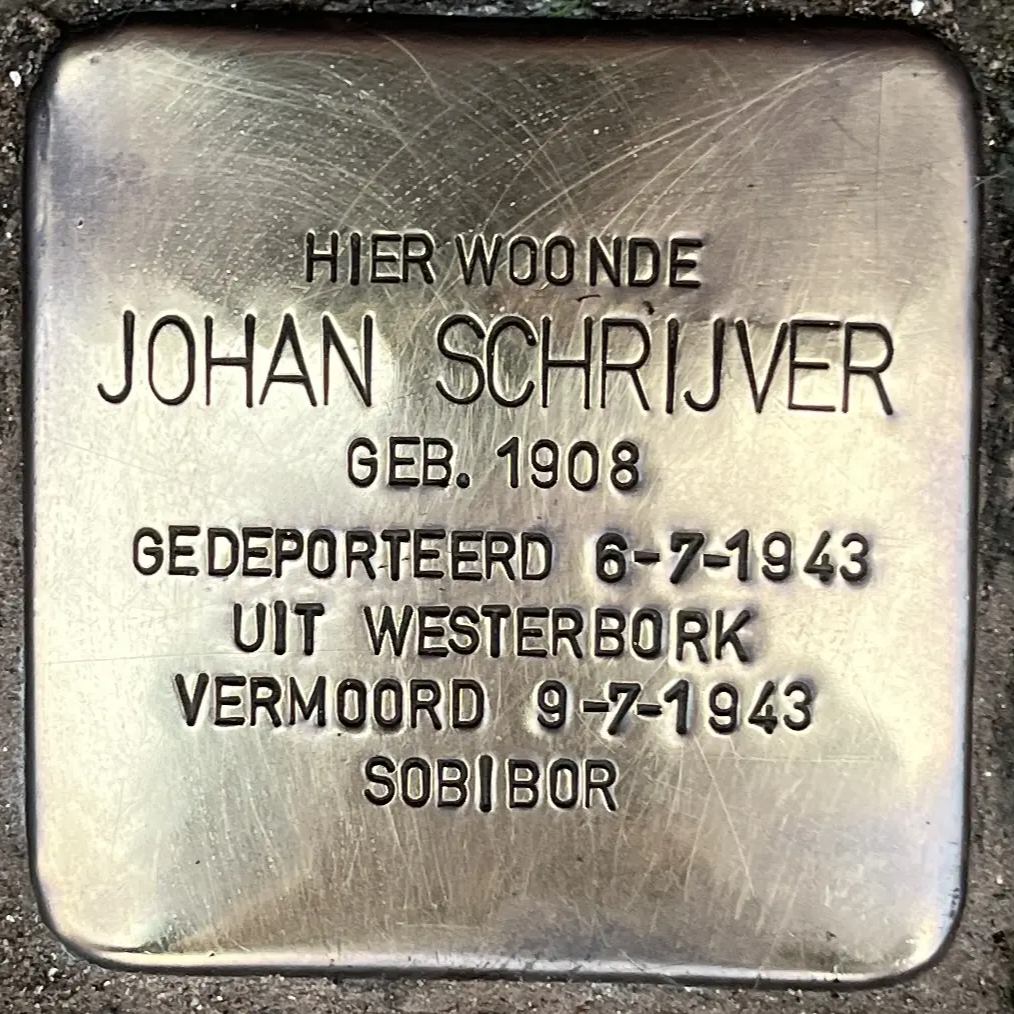 HIER WOONDE
JOHAN SCHRIJVER
GEB. 1908
GEDEPORTEERD 6-7-1943
UIT WESTERBORK
VERMOORD 9-7-1943
SOBIBOR